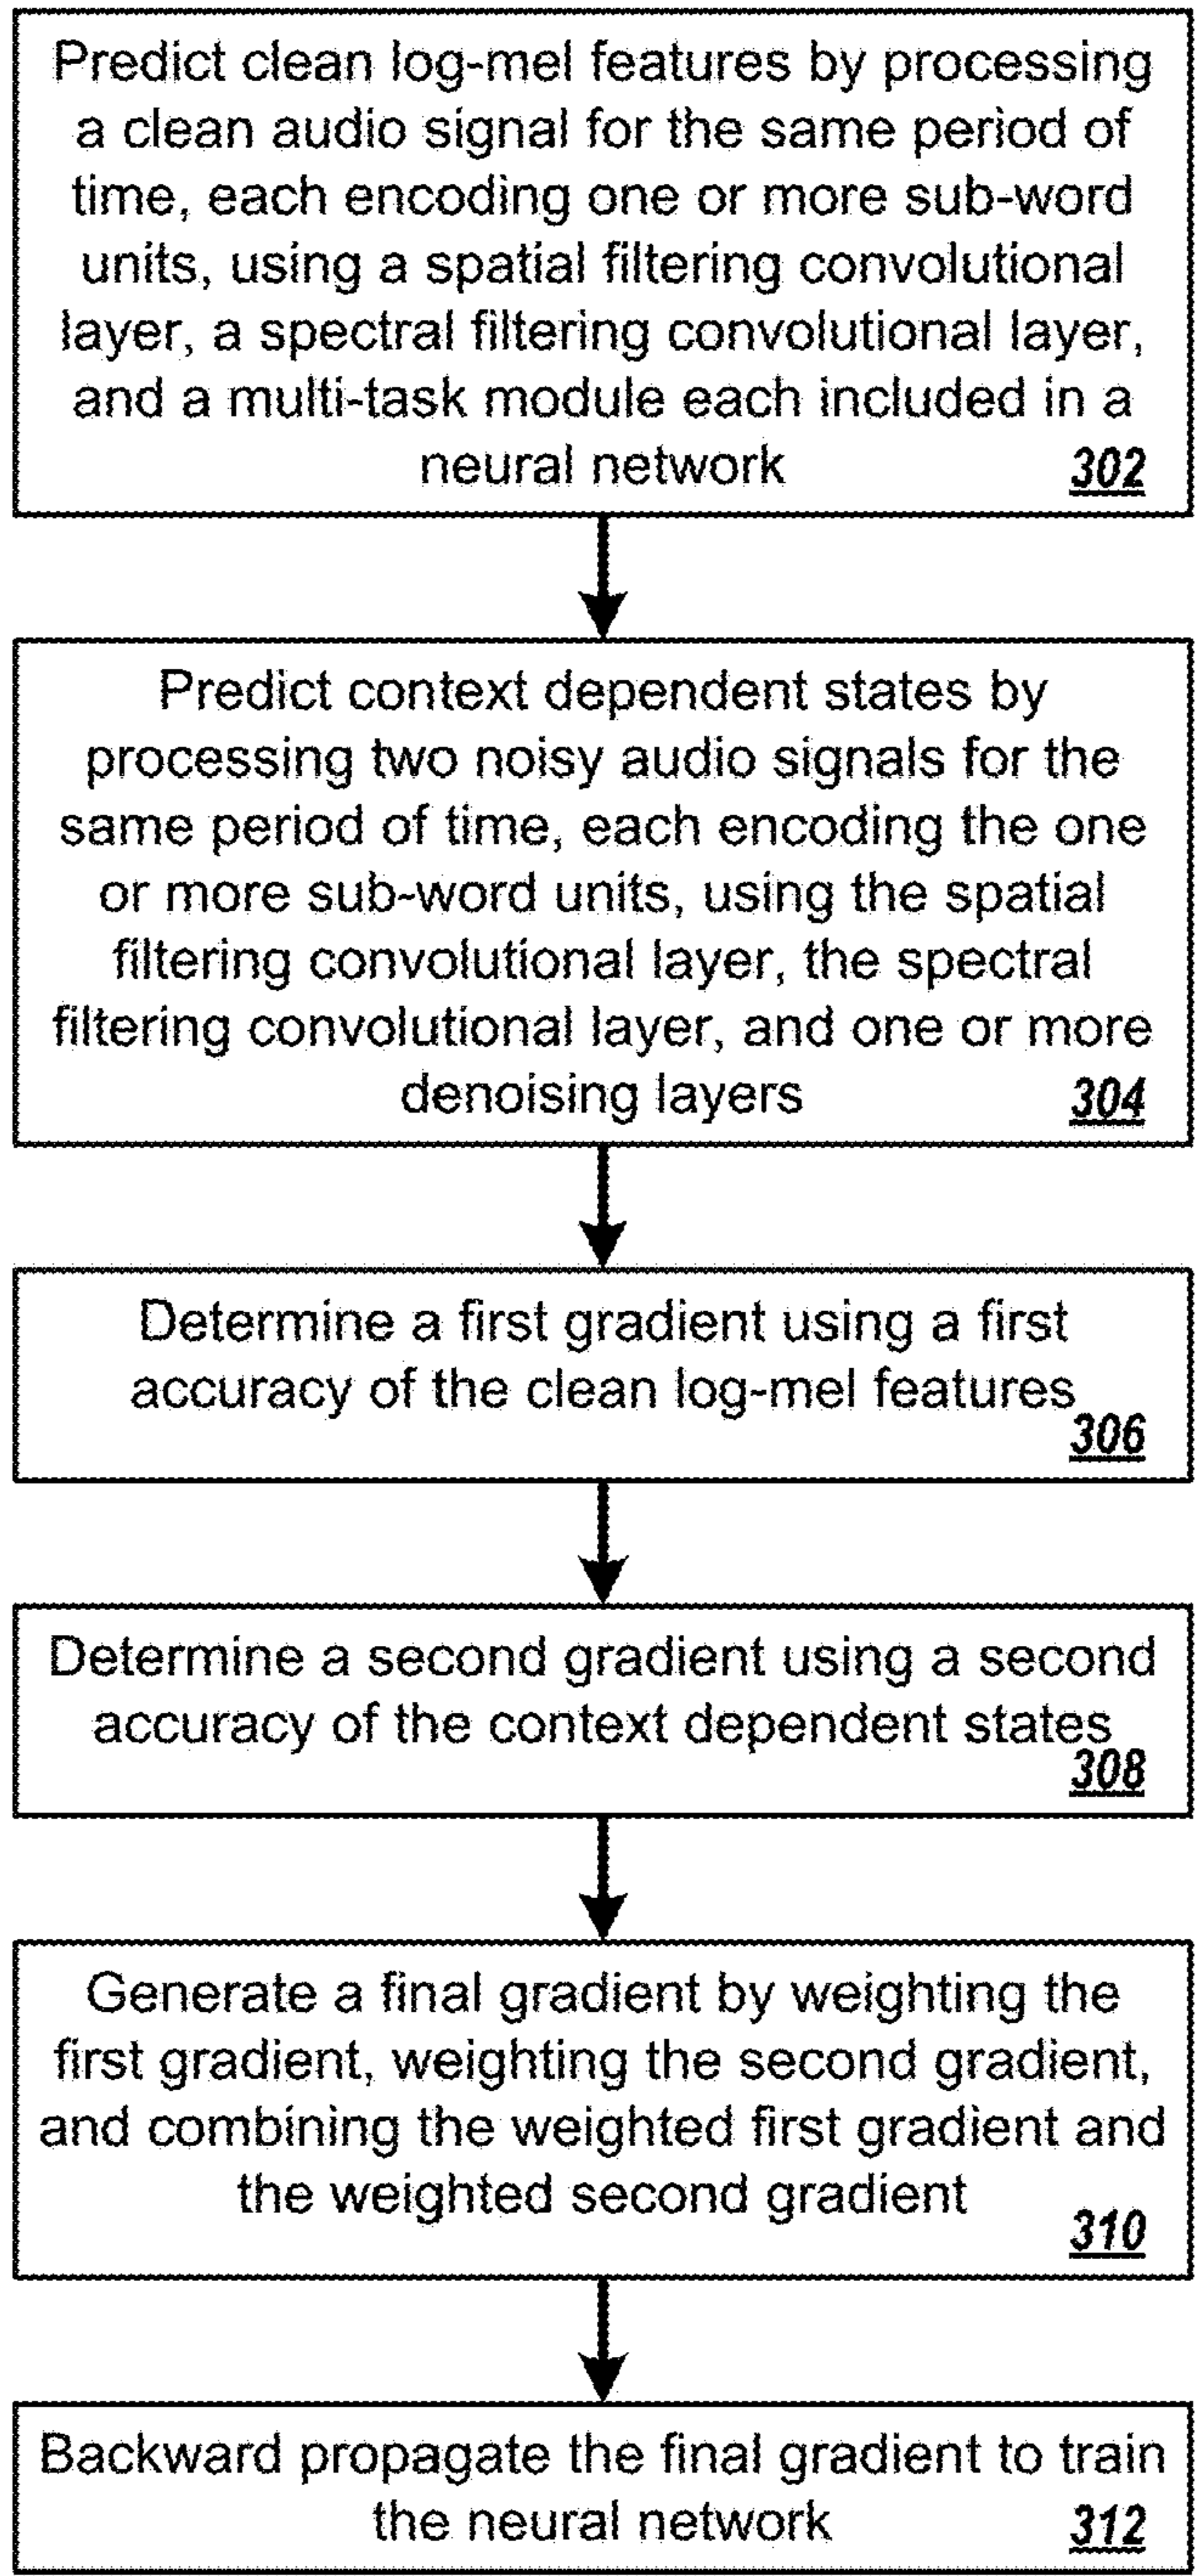 Predict clean log-mel features by processing
a clean audio signal for the same period of
time, each encoding one or more sub-word
units, using a spatial filtering convolutional
layer, a spectral filtering convolutional layer,
and a multi-task module each included in a
neural network 302
Predict context dependent states by
processing two noisy audio signals for the
same period of time, each encoding the one
or more sub-word units, using the spatial
filtering convolutional layer, the spectral
filtering convolutional layer, and one or more
denoising layers 304
Determine a first gradient using a first
accuracy of the clean log-mel features
306
Determine a second gradient using a second
accuracy of the context dependent states
308
Generate a final gradient by weighting the
first gradient, weighting the second gradient,
and combining the weighted first gradient and
the weighted second gradient
310
Backward propagate the final gradient to train
the neural network 312